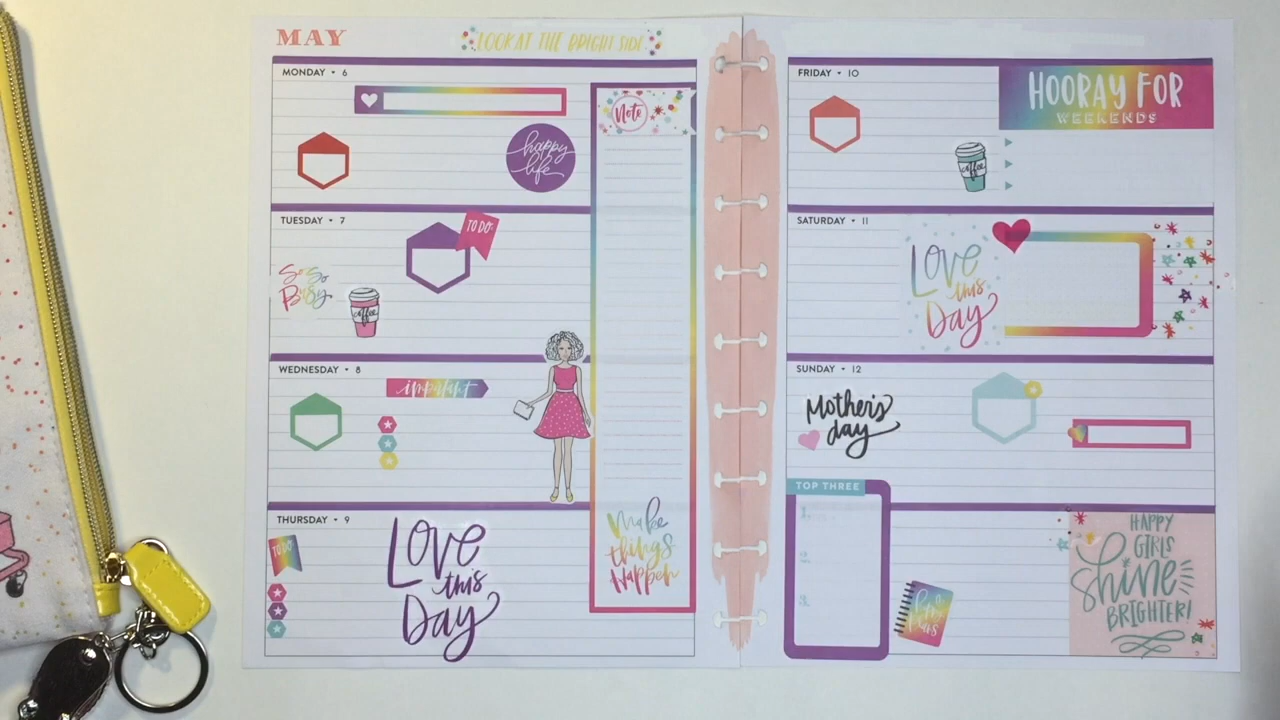 MAY
LOOK AT THE BRIGHT SIDE
MONDAY • 6
happy
life
Note
TUESDAY • 7
TO DO:
So So
Busy
coffee
WEDNESDAY • 8
important
THURSDAY • 9
TO DO
Love
this
Day
Make
things
Happen
FRIDAY • 10
HOORAY FOR
WEEKENDS
coffee
SATURDAY • 11
Love
this
Day
SUNDAY • 12
Mother's
day
TOP THREE
1.
2.
3.
HAPPY
GIRLS
Shine
BRIGHTER!